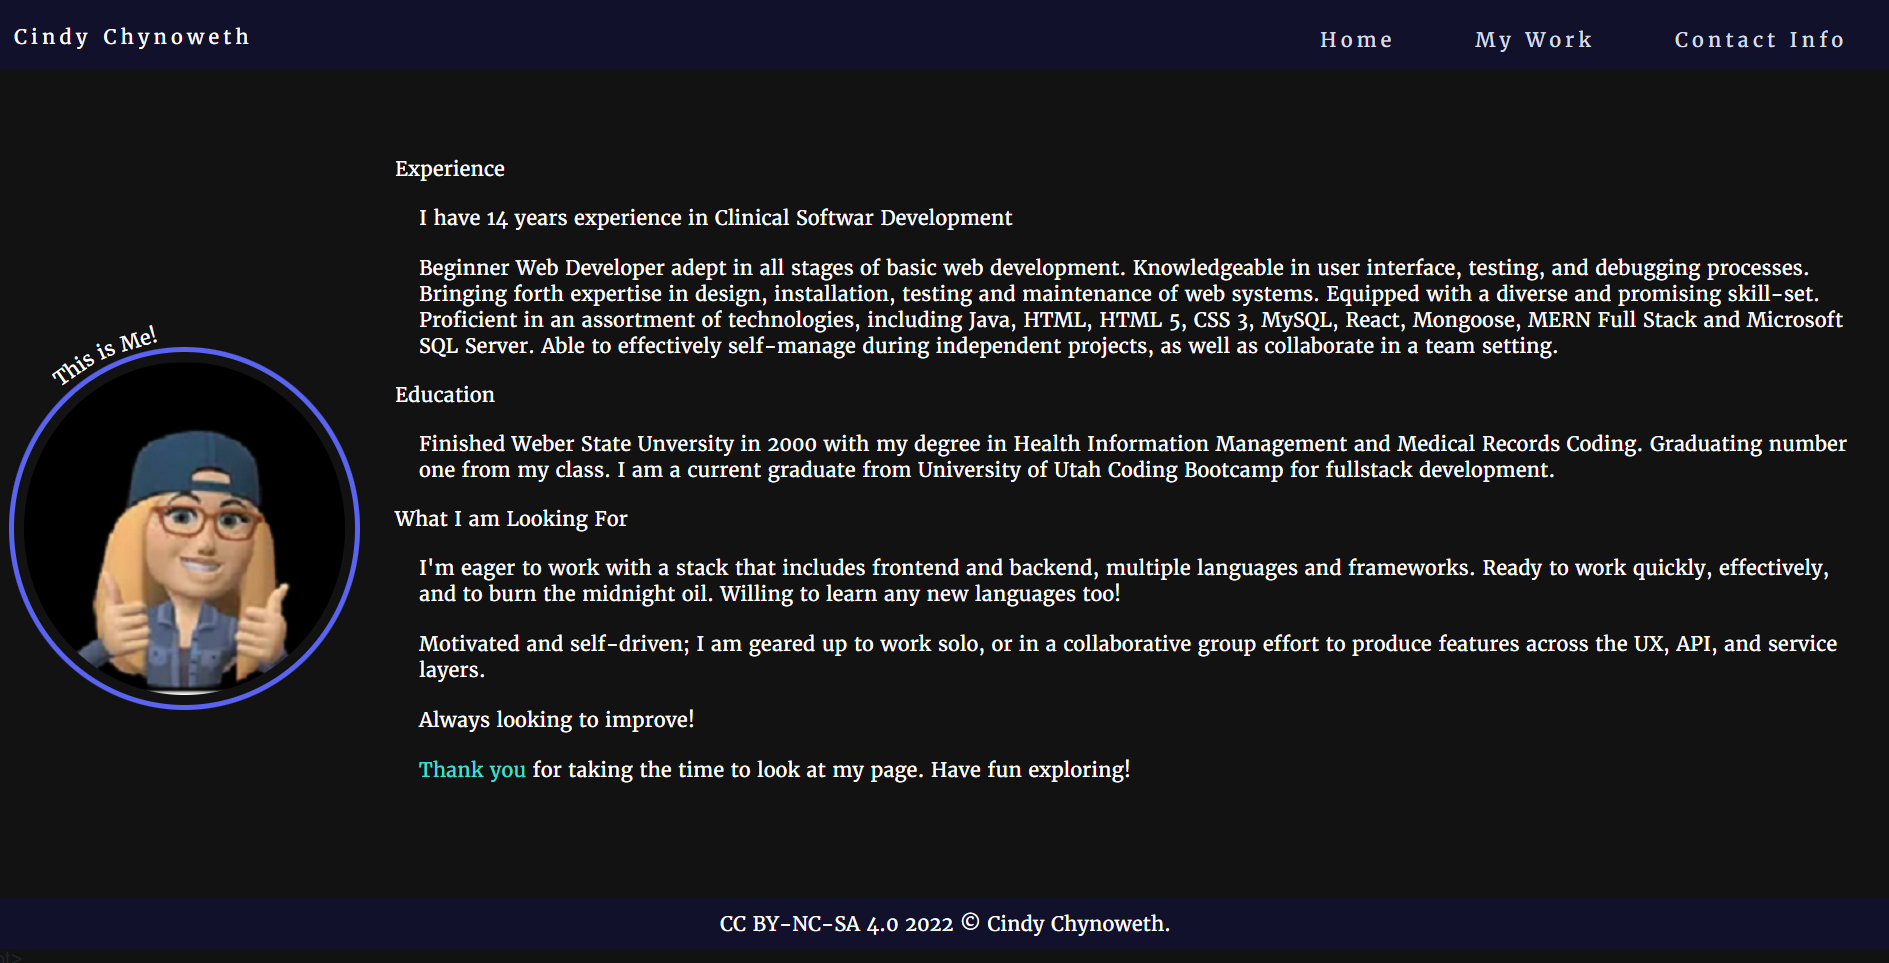 Cindy Chynoweth
Home
My Work
Contact Info
Experience
I have 14 years experience in Clinical Softwar Development
Beginner Web Developer adept in all stages of basic web development. Knowledgeable in user interface, testing, and debugging processes.
Bringing forth expertise in design, installation, testing and maintenance of web systems. Equipped with a diverse and promising skill-set.
Proficient in an assortment of technologies, including Java, HTML, HTML 5, CSS 3, MySQL, React, Mongoose, MERN Full Stack and Microsoft
SQL Server. Able to effectively self-manage during independent projects, as well as collaborate in a team setting.
This is Me!
Education
Finished Weber State Unversity in 2000 with my degree in Health Information Management and Medical Records Coding. Graduating number
one from my class. I am a current graduate from University of Utah Coding Bootcamp for fullstack development.
What I am Looking For
I'm eager to work with a stack that includes frontend and backend, multiple languages and frameworks. Ready to work quickly, effectively,
and to burn the midnight oil. Willing to learn any new languages too!
Motivated and self-driven; I am geared up to work solo, or in a collaborative group effort to produce features across the UX, API, and service
layers.
Always looking to improve!
Thank you for taking the time to look at my page. Have fun exploring!
CC BY-NC-SA 4.0 2022 © Cindy Chynoweth.